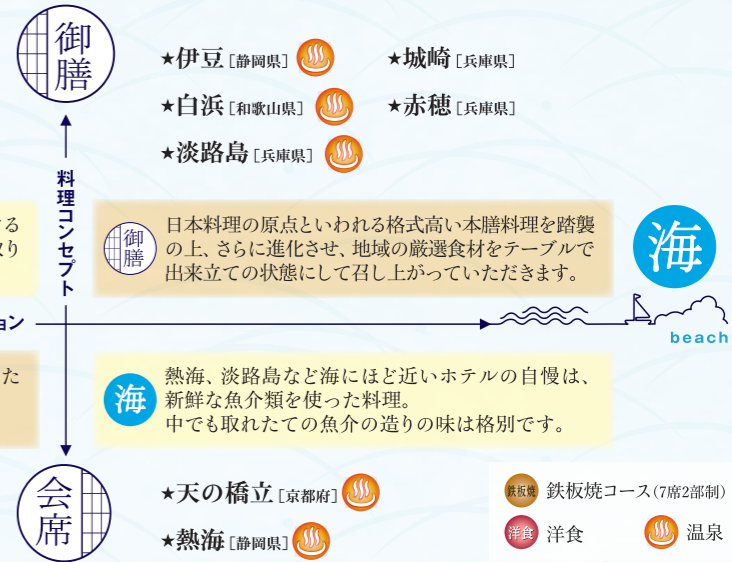 御膳
★伊豆[静岡県]
★城崎[兵庫県]
★白浜[和歌山県]
★赤穂[兵庫県]
★淡路島[兵庫県]
料理コンセプト
する
御膳
日本料理の原点といわれる格式高い本膳料理を踏襲
の上、さらに進化させ、地域の厳選食材をテーブルで
出来立ての状態にして召し上がっていただきます。
海
ョン
beach
た
海
熱海、淡路島など海にほど近いホテルの自慢は、
新鮮な魚介類を使った料理。
中でも取れたての魚介の造りの味は格別です。
会席
★天の橋立[京都府]
★熱海[静岡県]
鉄板焼 鉄板焼コース(7席2部制)
洋食 洋食
温泉